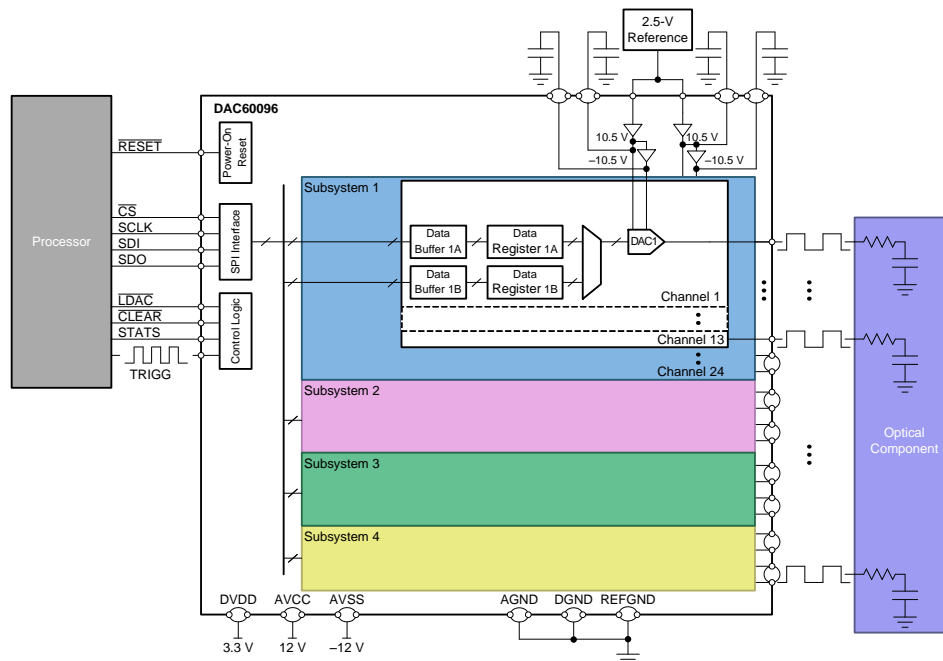 2.5-V
Reference
DAC60096
10.5 V
10.5 V
–10.5 V
–10.5 V
RESET
Power-On
Reset
Subsystem 1
CS
SCLK
SDI
SDO
SPI Interface
Processor
Data
Buffer 1A
Data
Register 1A
DAC1
Data
Buffer 1B
Data
Register 1B
LDAC
CLEAR
STATS
TRIGG
Control Logic
Channel 1
Channel 13
Channel 24
Subsystem 2
Optical
Component
Subsystem 3
Subsystem 4
DVDD
AVCC
AVSS
AGND
DGND
REFGND
3.3 V
12 V
–12 V